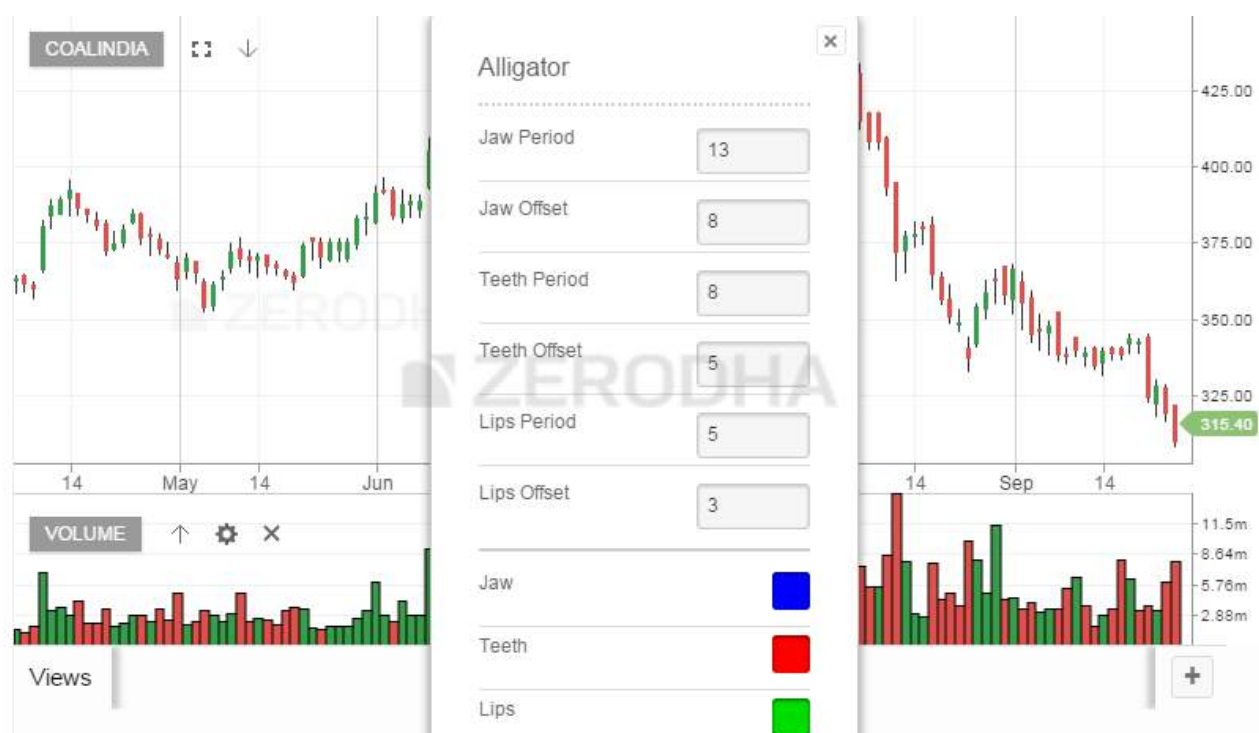 COALINDIA
Alligator
Jaw Period 13
Jaw Offset 8
Teeth Period 8
Teeth Offset 5
Lips Period 5
Lips Offset 3
Jaw
Teeth
Lips
425.00
400.00
375.00
350.00
325.00
315.40
ZERODHA
ZERODH
14 May 14 Jun 14 Sep 14
VOLUME
11.5m
8.64m
5.76m
2.88m
Views